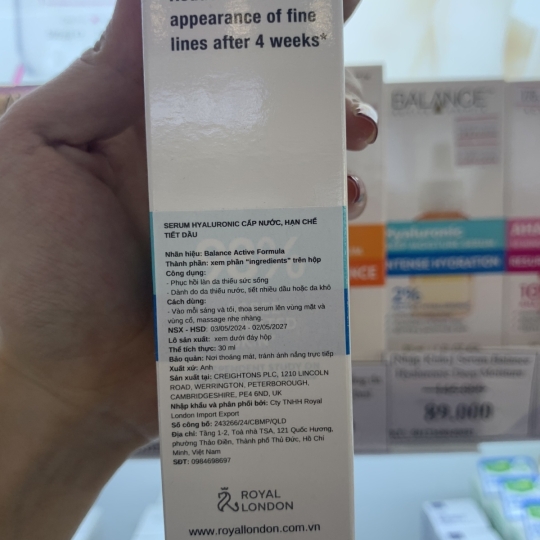 appearance of fine
lines after 4 weeks*
SERUM HYALURONIC CẤP NƯỚC, HẠN CHẾ
TIẾT DẦU
Nhãn hiệu: Balance Active Formula
Thành phần: xem phần "ingredients" trên hộp
Công dụng:
- Phục hồi làn da thiếu sức sống
- Dành do da thiếu nước, tiết nhiều dầu hoặc da khô
Cách dùng:
- Vào mỗi sáng và tối, thoa serum lên vùng mặt và
vùng cổ, massage nhẹ nhàng.
NSX - HSD: 03/05/2024 - 02/05/2027
Lô sản xuất: xem dưới đáy hộp
Thể tích thực: 30 ml
Bảo quản: Nơi thoáng mát, tránh ánh nắng trực tiếp
Xuất xứ: Anh
Sản xuất tại: CREIGHTONS PLC, 1210 LINCOLN
ROAD, WERRINGTON, PETERBOROUGH,
CAMBRIDGESHIRE, PE4 6ND, UK
Nhập khẩu và phân phối bởi: Cty TNHH Royal
London Import Export
Số công bố: 243266/24/CBMP/QLD
Địa chỉ: Tầng 1-2, Toà nhà TSA, 121 Quốc Hương,
phường Thảo Điền, Thành phố Thủ Đức, Hồ Chí
Minh, Việt Nam
SĐT: 0984698697
ROYAL
LONDON
www.royallondon.com.vn
BALANCE
Hyaluronic
INTENSE HYDRATION
2%
AHA
89.000